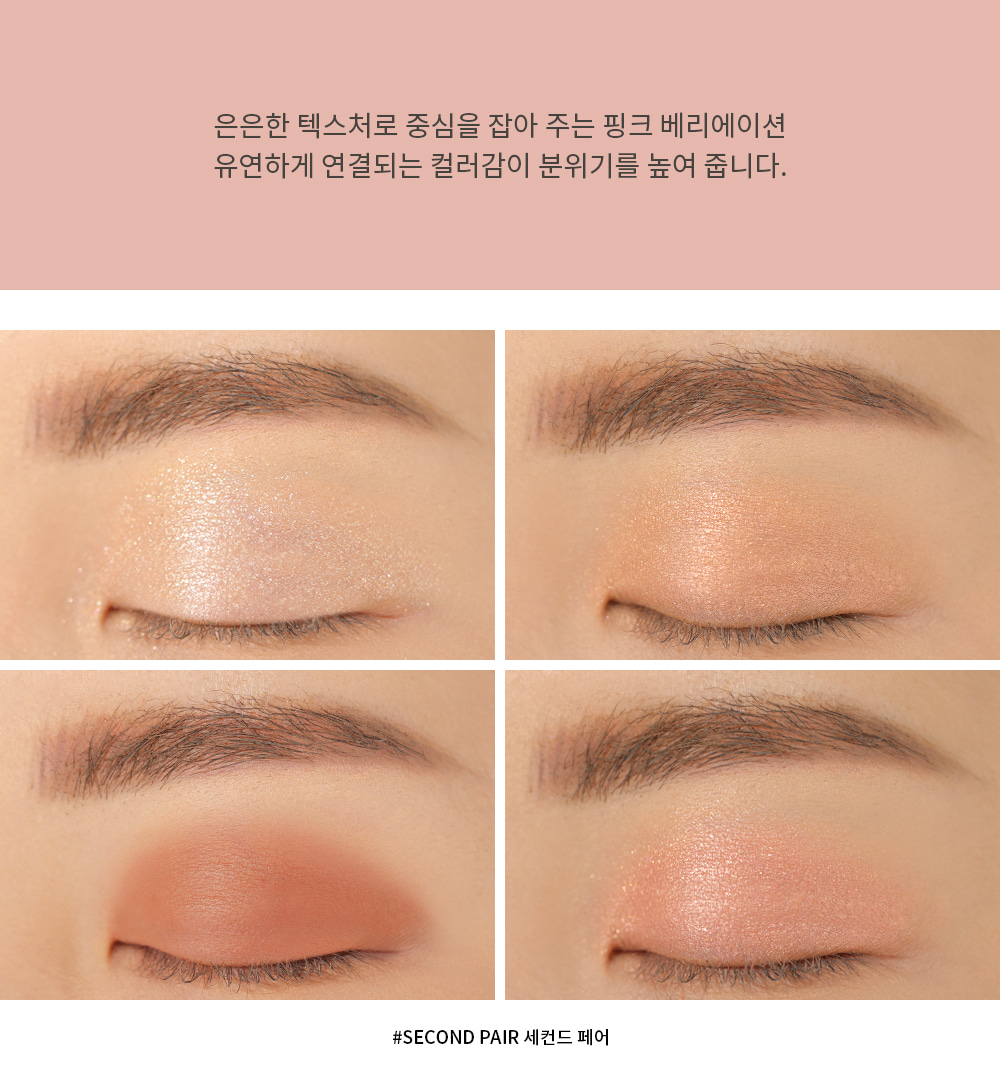 은은한 텍스처로 중심을 잡아 주는 핑크 베리에이션
유연하게 연결되는 컬러감이 분위기를 높여 줍니다.
#SECOND PAIR 세컨드 페어